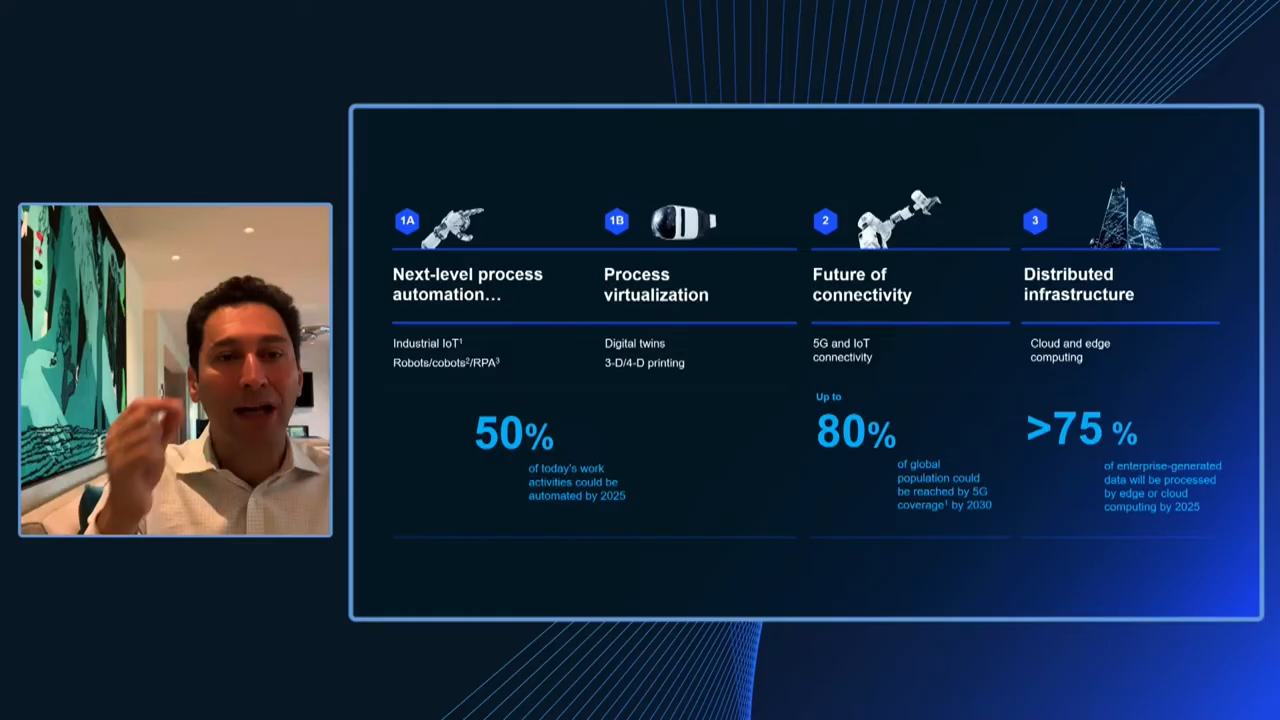 1A
Next-level process
automation…
Industrial IoT¹
Robots/cobots²/RPA³
1B
Process
virtualization
Digital twins
3-D/4-D printing
50%
of today's work
activities could be
automated by 2025
2
Future of
connectivity
5G and IoT
connectivity
Up to
80%
of global
population could
be reached by 5G
coverage¹ by 2030
3
Distributed
infrastructure
Cloud and edge
computing
>75 %
of enterprise-generated
data will be processed
by edge or cloud
computing by 2025